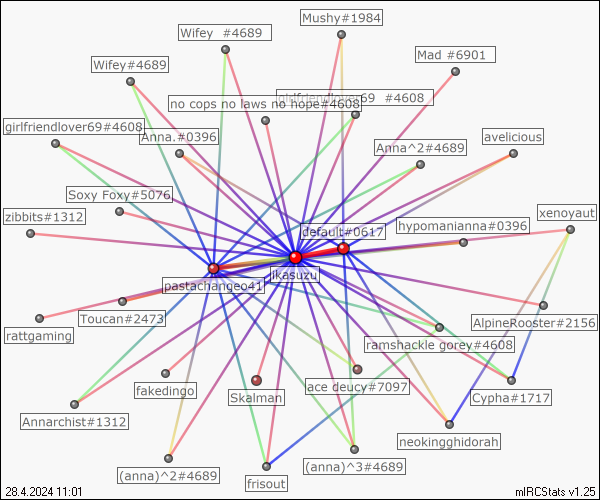 Mushy#1984
Wifey  #4689
Mad #6901
Wifey#4689
girlfriendlover69  #4608
no cops no laws no hope#4608
girlfriendlover69#4608
Anna.#0396
avelicious
Anna^2#4689
Soxy Foxy#5076
zibbits#1312
xenoyaut
hypomanianna#0396
default#0617
ikasuzu
pastachangeo41
Toucan#2473
AlpineRooster#2156
rattgaming
ramshackle gorey#4608
fakedingo
ace deucy#7097
Skalman
Cypha#1717
Annarchist#1312
neokingghidorah
(anna)^2#4689
(anna)^3#4689
frisout
28.4.2024 11:01
mIRCStats v1.25